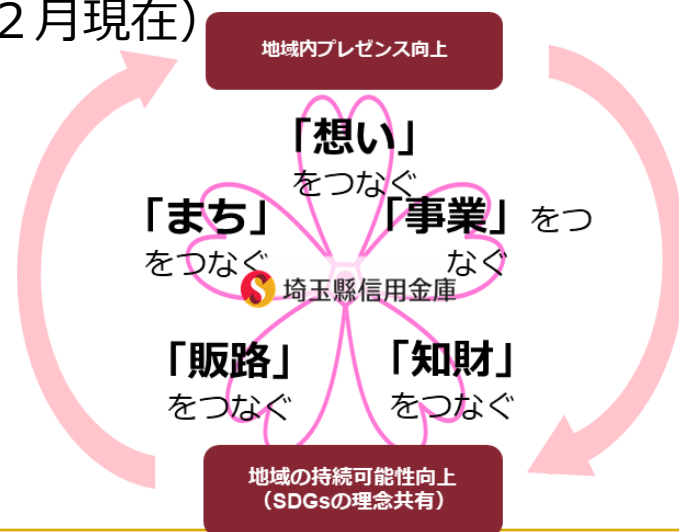 ２月現在）
地域内プレゼンス向上
「想い」
をつなぐ
「まち」
をつなぐ
「事業」をつ
なぐ
埼玉縣信用金庫
「販路」
をつなぐ
「知財」
をつなぐ
地域の持続可能性向上
（SDGsの理念共有）